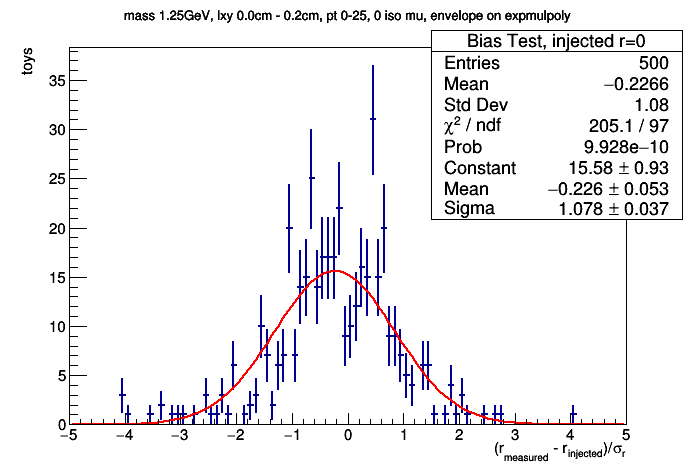 mass 1.25GeV, lxy 0.0cm - 0.2cm, pt 0-25, 0 iso mu, envelope on expmulpoly
toys
Bias Test, injected r=0
Entries 500
Mean −0.2266
Std Dev 1.08
χ² / ndf 205.1 / 97
Prob 9.928e−10
Constant 15.58 ± 0.93
Mean −0.226 ± 0.053
Sigma 1.078 ± 0.037
35
30
25
20
15
10
5
0
−5 −4 −3 −2 −1 0 1 2 3 4 5
(r_measured - r_injected)/σ_r